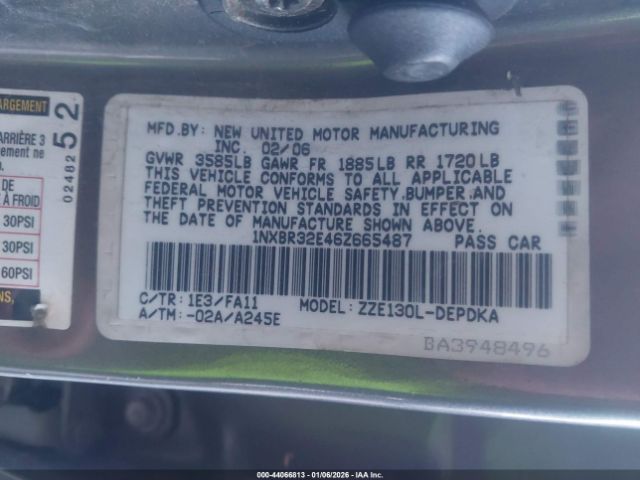 ARGEMENT
52
02482
ARRIÈRE 3
ement ne
n.
DE
À FROID
30PSI
30PSI
60PSI
NS.
MFD.BY: NEW UNITED MOTOR MANUFACTURING
INC. 02/06
GVWR 3585LB GAWR FR 1885LB RR 1720LB
THIS VEHICLE CONFORMS TO ALL APPLICABLE
FEDERAL MOTOR VEHICLE SAFETY,BUMPER,AND
THEFT PREVENTION STANDARDS IN EFFECT ON
THE DATE OF MANUFACTURE SHOWN ABOVE.
1NXBR32E46Z665487 PASS CAR
C/TR: 1E3/FA11 MODEL: ZZE130L-DEPDKA
A/TM:-02A/A245E
BA3948496
000-44066813 - 01/06/2026 - IAA Inc.